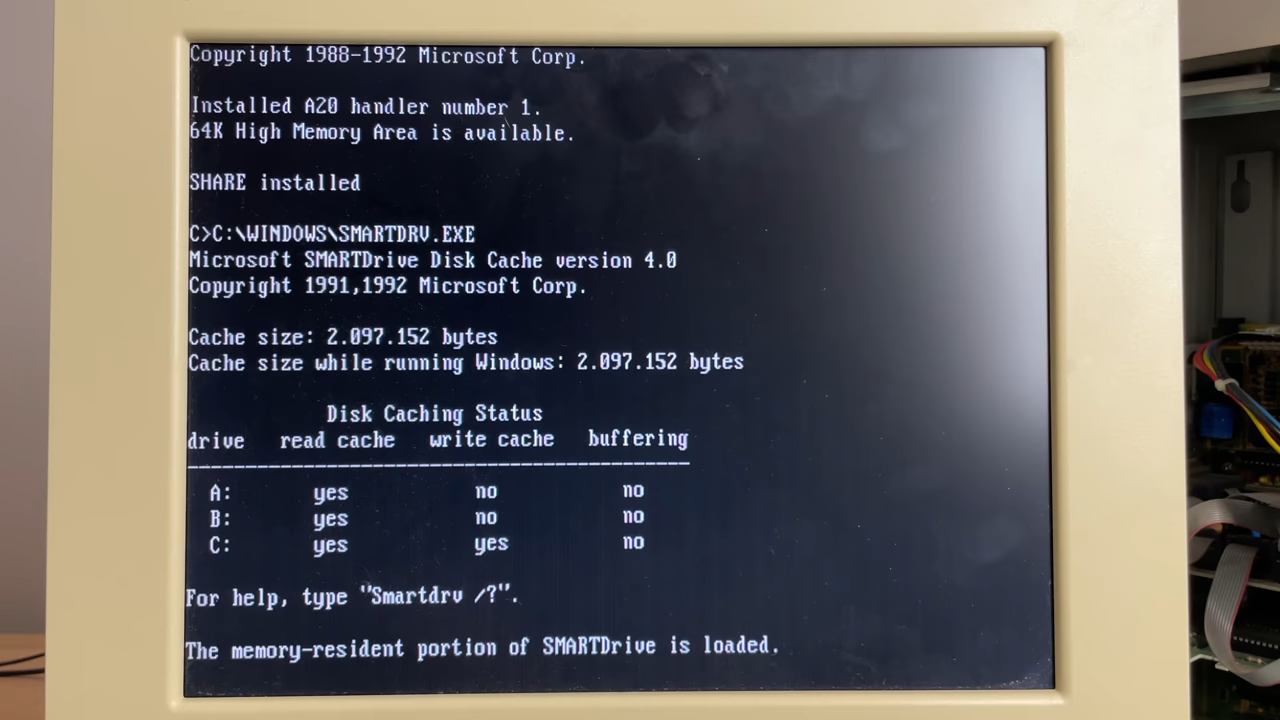 Copyright 1988-1992 Microsoft Corp.
Installed A20 handler number 1.
64K High Memory Area is available.
SHARE installed
C>C:\WINDOWS\SMARTDRV.EXE
Microsoft SMARTDrive Disk Cache version 4.0
Copyright 1991,1992 Microsoft Corp.
Cache size: 2.097.152 bytes
Cache size while running Windows: 2.097.152 bytes
Disk Caching Status
drive read cache write cache buffering
----------------------------------------------------
A: yes no no
B: yes no no
C: yes yes no
For help, type "Smartdrv /?".
The memory-resident portion of SMARTDrive is loaded.